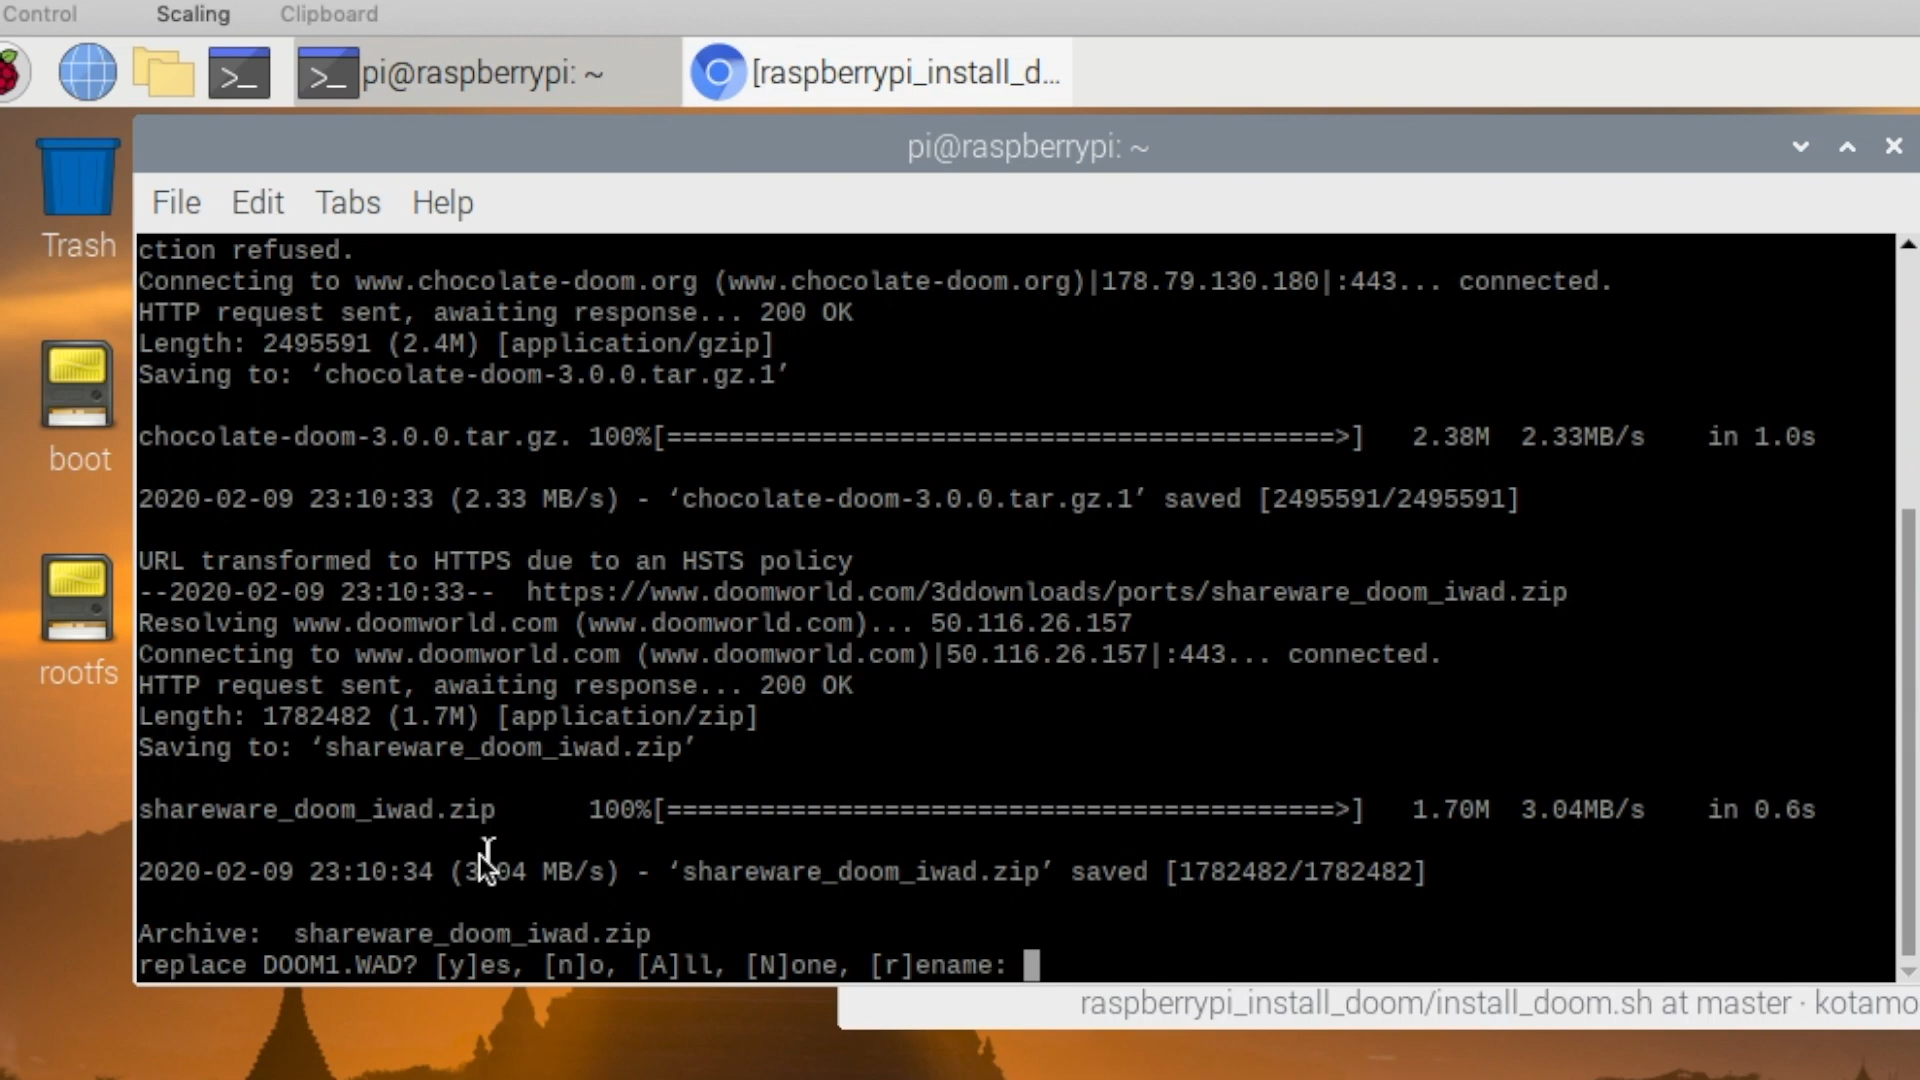 Control Scaling Clipboard
pi@raspberrypi: ~ [raspberrypi_install_d...
pi@raspberrypi: ~
File Edit Tabs Help
Trash
boot
rootfs
ction refused.
Connecting to www.chocolate-doom.org (www.chocolate-doom.org)|178.79.130.180|:443... connected.
HTTP request sent, awaiting response... 200 OK
Length: 2495591 (2.4M) [application/gzip]
Saving to: ‘chocolate-doom-3.0.0.tar.gz.1’
chocolate-doom-3.0.0.tar.gz. 100%[===========================================>] 2.38M 2.33MB/s in 1.0s
2020-02-09 23:10:33 (2.33 MB/s) - ‘chocolate-doom-3.0.0.tar.gz.1’ saved [2495591/2495591]
URL transformed to HTTPS due to an HSTS policy
--2020-02-09 23:10:33-- https://www.doomworld.com/3ddownloads/ports/shareware_doom_iwad.zip
Resolving www.doomworld.com (www.doomworld.com)... 50.116.26.157
Connecting to www.doomworld.com (www.doomworld.com)|50.116.26.157|:443... connected.
HTTP request sent, awaiting response... 200 OK
Length: 1782482 (1.7M) [application/zip]
Saving to: ‘shareware_doom_iwad.zip’
shareware_doom_iwad.zip 100%[===========================================>] 1.70M 3.04MB/s in 0.6s
2020-02-09 23:10:34 (3.04 MB/s) - ‘shareware_doom_iwad.zip’ saved [1782482/1782482]
Archive: shareware_doom_iwad.zip
replace DOOM1.WAD? [y]es, [n]o, [A]ll, [N]one, [r]ename:
raspberrypi_install_doom/install_doom.sh at master · kotamo